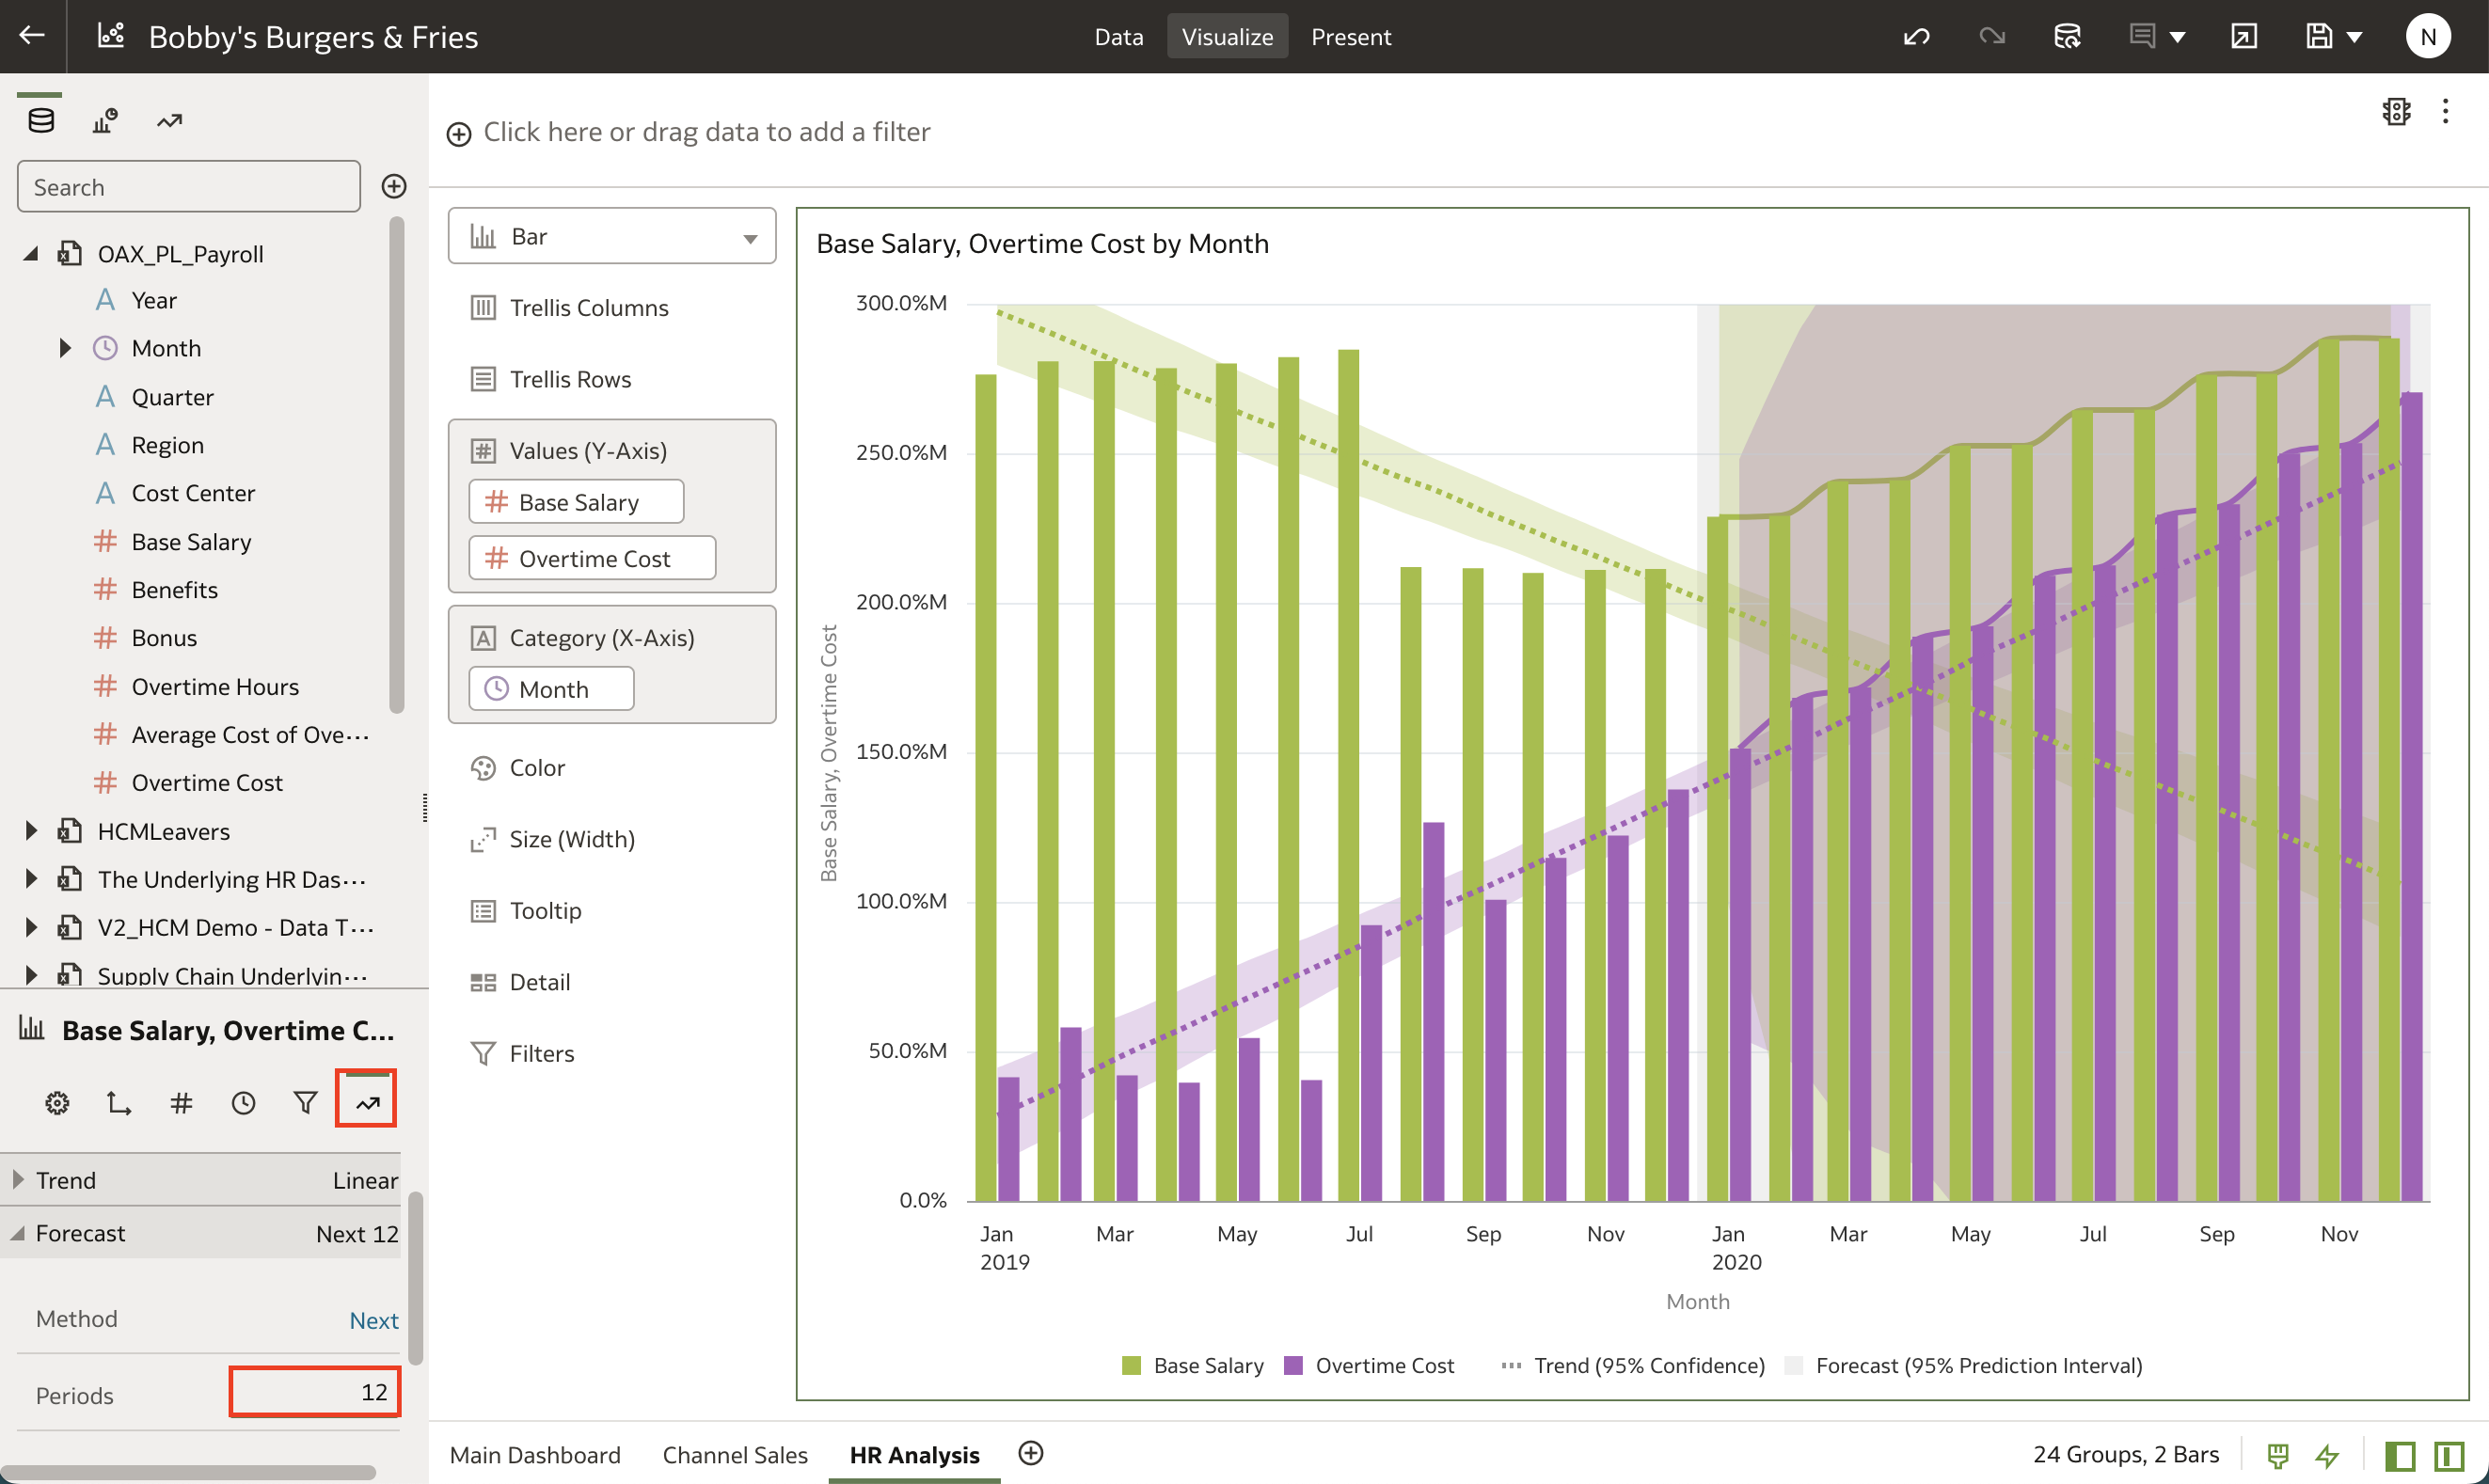 Bobby's Burgers & Fries
Data
Visualize
Present
N
Search
Click here or drag data to add a filter
OAX_PL_Payroll
Year
Month
Quarter
Region
Cost Center
Base Salary
Benefits
Bonus
Overtime Hours
Average Cost of Ove···
Overtime Cost
HCMLeavers
The Underlying HR Das···
V2_HCM Demo - Data T···
Supply Chain Underlyin···
Base Salary, Overtime C...
Trend Linear
Forecast Next 12
Method Next
Periods 12
Bar
Trellis Columns
Trellis Rows
Values (Y-Axis)
Base Salary
Overtime Cost
Category (X-Axis)
Month
Color
Size (Width)
Tooltip
Detail
Filters
Base Salary, Overtime Cost by Month
300.0%M
250.0%M
200.0%M
150.0%M
100.0%M
50.0%M
0.0%
Base Salary, Overtime Cost
Jan Mar May Jul Sep Nov Jan Mar May Jul Sep Nov
2019 2020
Month
Base Salary Overtime Cost Trend (95% Confidence) Forecast (95% Prediction Interval)
Main Dashboard Channel Sales HR Analysis
24 Groups, 2 Bars